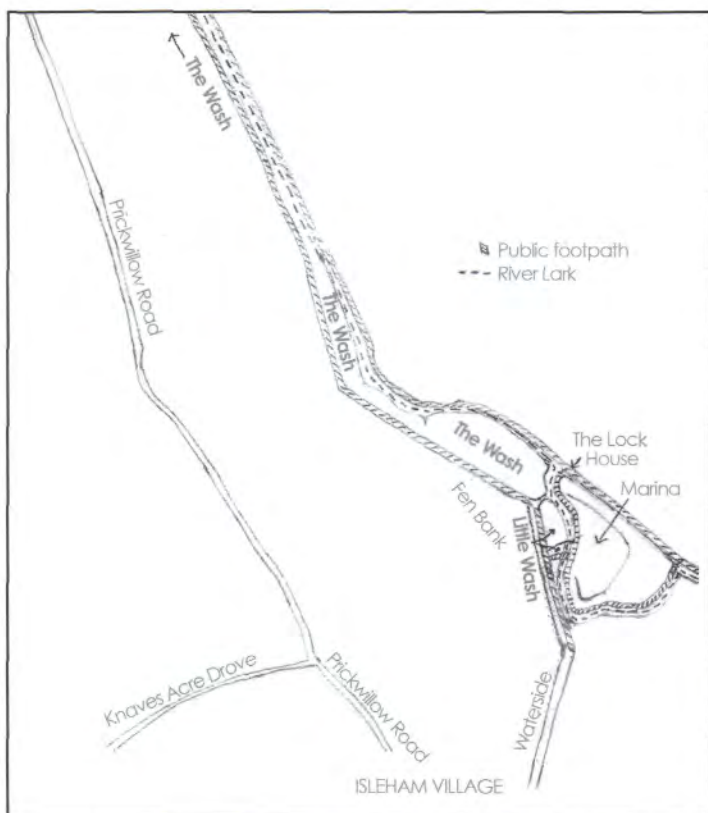 The Wash
Prickwillow Road
Public footpath
River Lark
The Wash
The Wash
The Lock
House
Marina
Fen Bank
Little Wash
Knaves Acre Drove
Prickwillow Road
Waterside
ISLEHAM VILLAGE